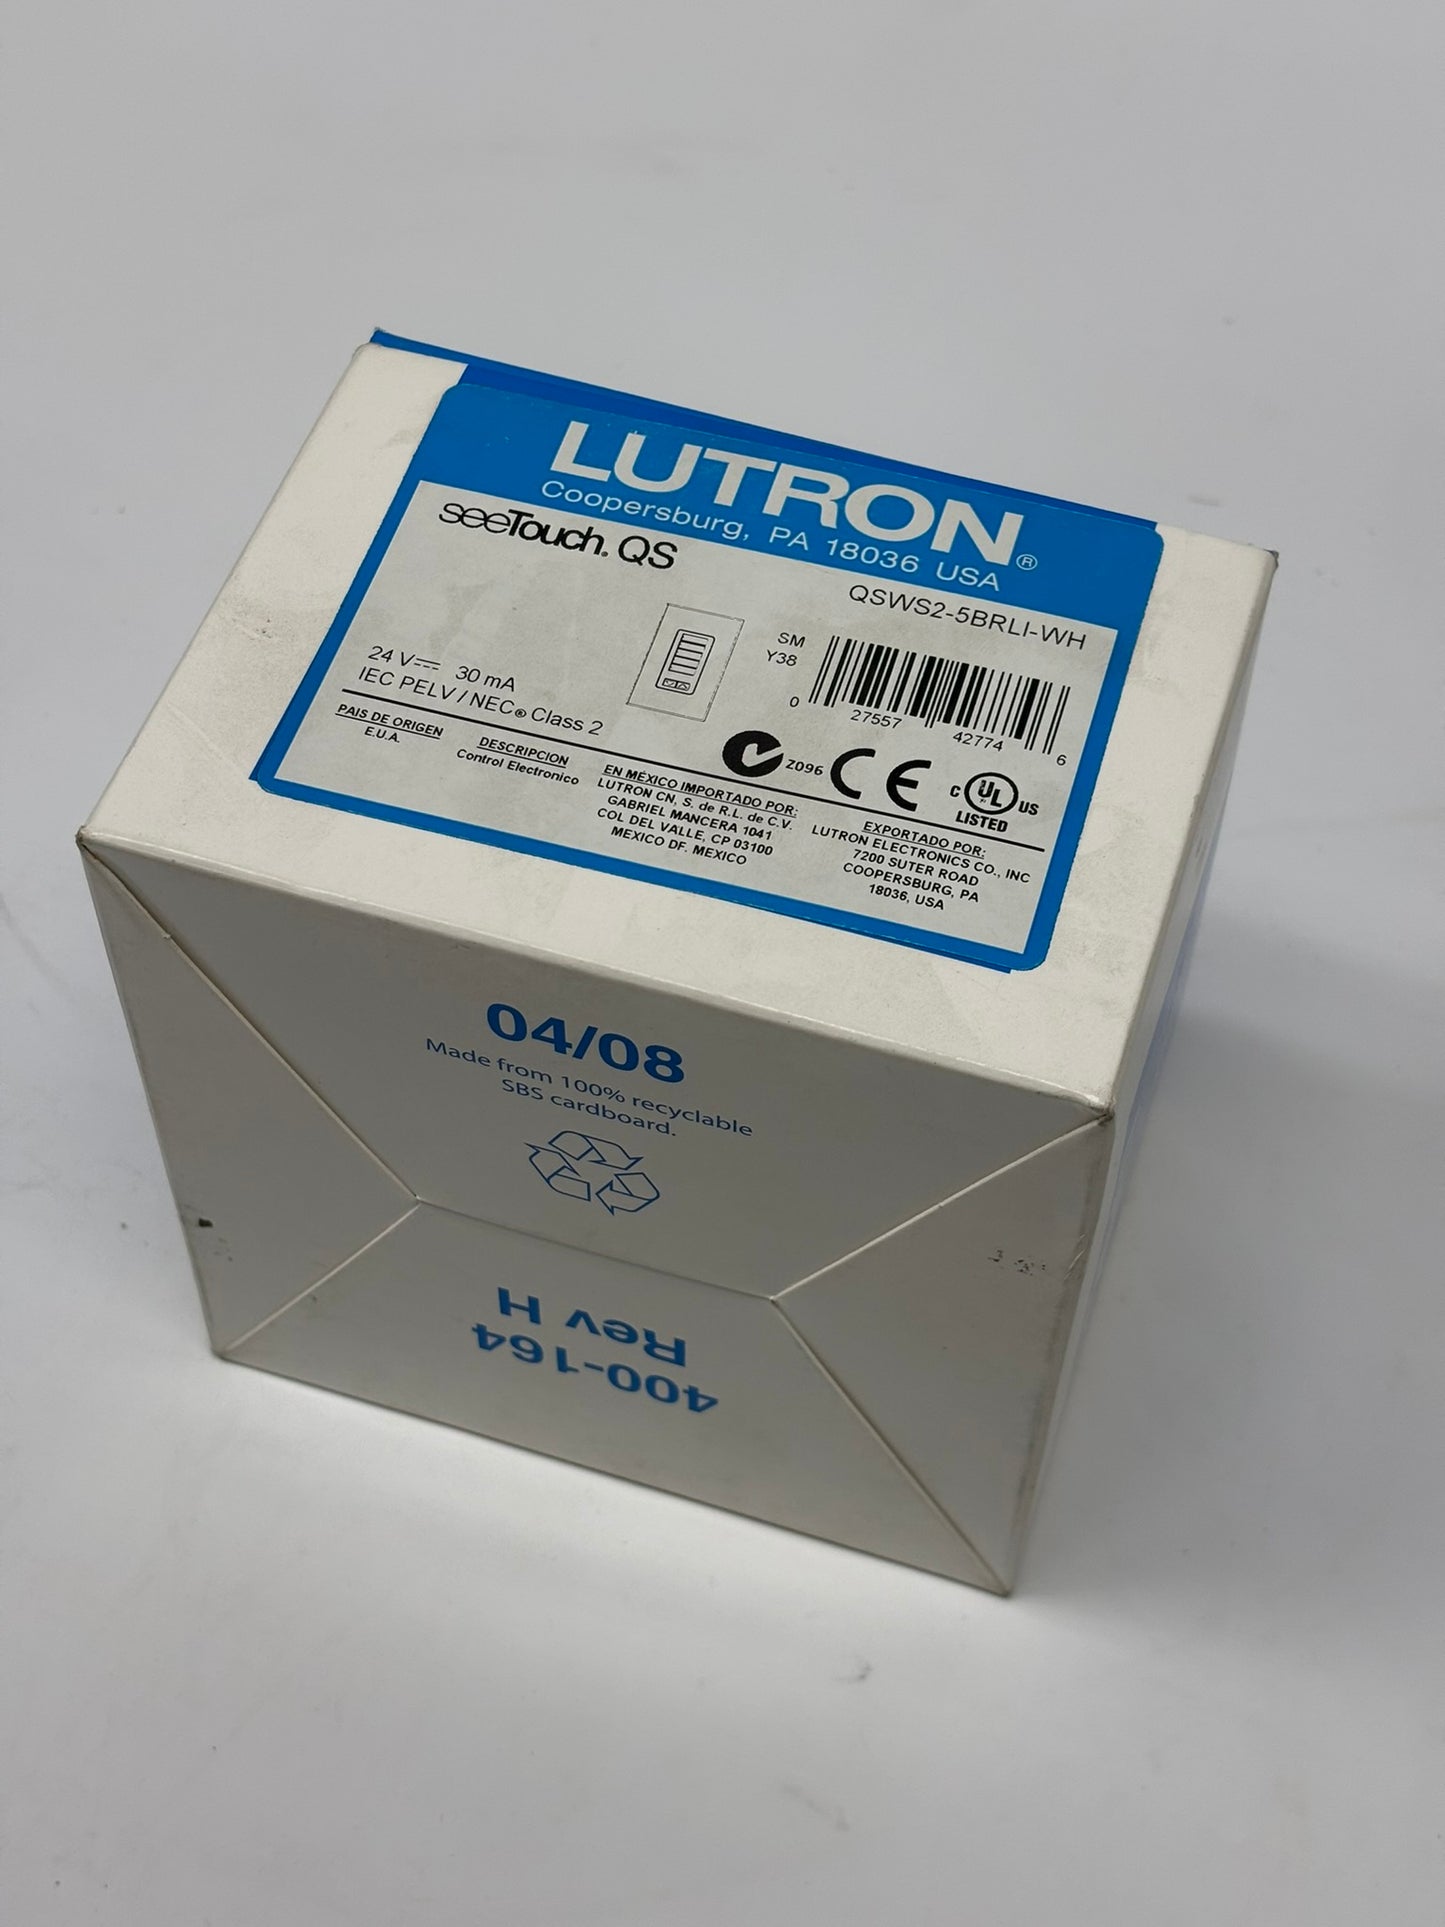 LUTRON®
Coopersburg, PA 18036 USA
seeTouch® QS
QSWS2-5BRLI-WH
SM
Y38
0 27557 42774 6
24 V 30 mA
IEC PELV / NEC® Class 2
Z096
CE
C UL US
LISTED
PAIS DE ORIGEN
E.U.A.
DESCRIPCION
Control Electronico
EN MÉXICO IMPORTADO POR:
LUTRON CN, S. de R.L. de C.V.
GABRIEL MANCERA 1041
COL DEL VALLE, CP 03100
MEXICO DF. MEXICO
EXPORTADO POR:
LUTRON ELECTRONICS CO., INC
7200 SUTER ROAD
COOPERSBURG, PA
18036, USA
04/08
Made from 100% recyclable
SBS cardboard.
400-164
Rev H